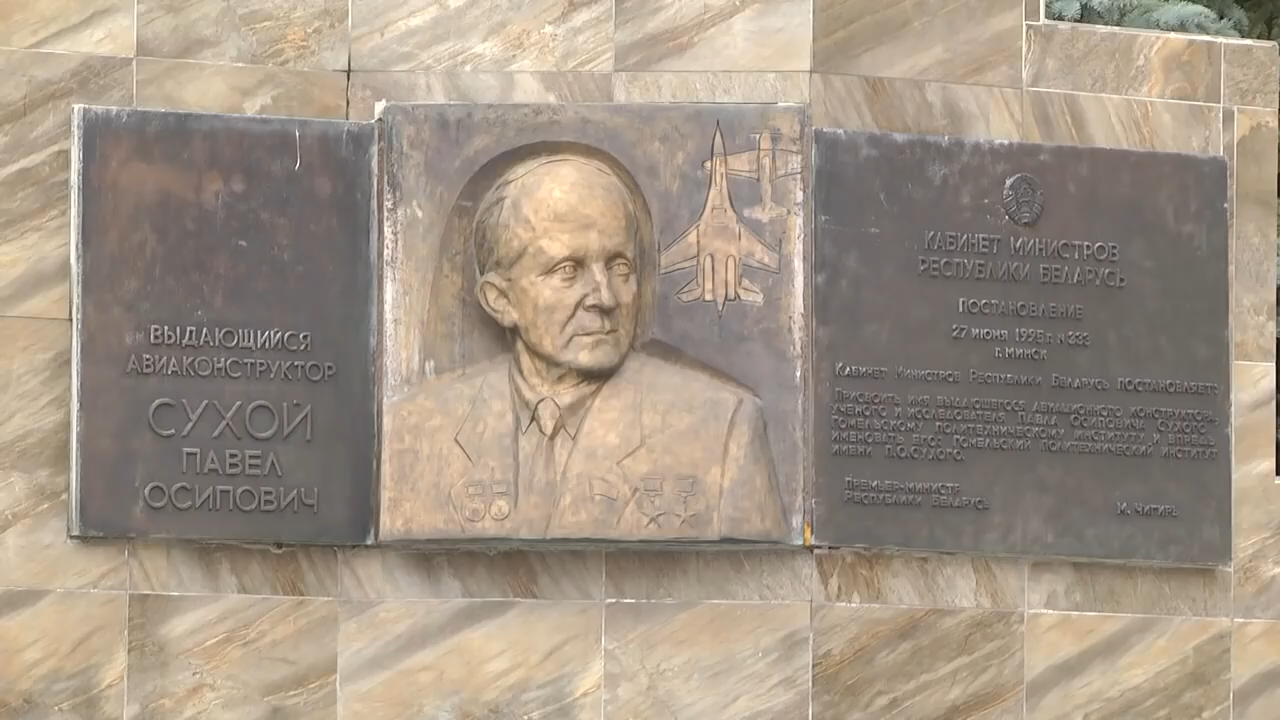 ВЫДАЮЩИЙСЯ
АВИАКОНСТРУКТОР
СУХОЙ
ПАВЕЛ
ОСИПОВИЧ
КАБИНЕТ МИНИСТРОВ
РЕСПУБЛИКИ БЕЛАРУСЬ
ПОСТАНОВЛЕНИЕ
27 июня 1995 г. N 333
г. МИНСК
КАБИНЕТ МИНИСТРОВ РЕСПУБЛИКИ БЕЛАРУСЬ ПОСТАНОВЛЯЕТ:
ПРИСВОИТЬ ИМЯ ВЫДАЮЩЕГОСЯ АВИАЦИОННОГО КОНСТРУКТОРА,
УЧЕНОГО И ИССЛЕДОВАТЕЛЯ ПАВЛА ОСИПОВИЧА СУХОГО
ГОМЕЛЬСКОМУ ПОЛИТЕХНИЧЕСКОМУ ИНСТИТУТУ И ВПРЕДЬ
ИМЕНОВАТЬ ЕГО: ГОМЕЛЬСКИЙ ПОЛИТЕХНИЧЕСКИЙ ИНСТИТУТ
ИМЕНИ П.О.СУХОГО.
ПРЕМЬЕР-МИНИСТР
РЕСПУБЛИКИ БЕЛАРУСЬ М. ЧИГИРЬ